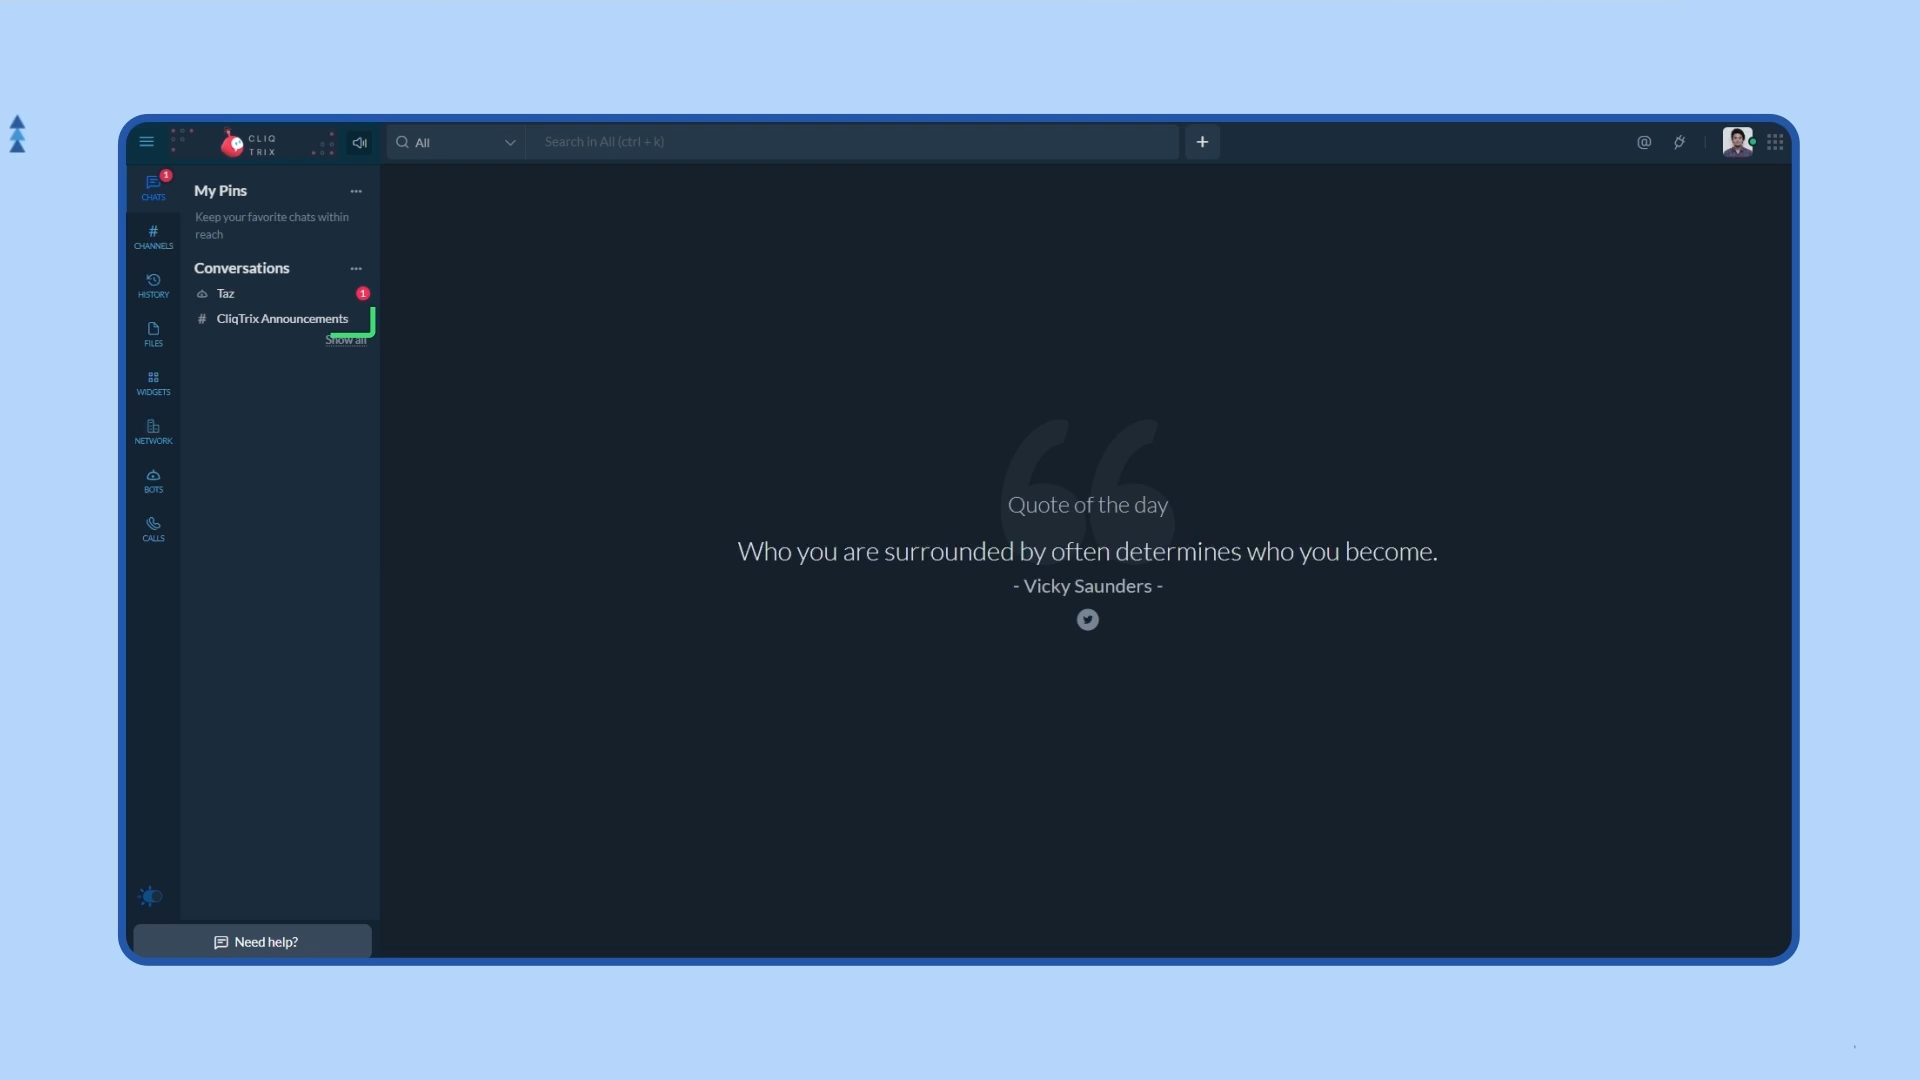 CLIQ
TRIX
All
Search in All (ctrl + k)
+
@
1
CHATS
My Pins
...
Keep your favorite chats within
reach
#
CHANNELS
Conversations
...
HISTORY
Taz
1
# CliqTrix Announcements
Show all
FILES
WIDGETS
NETWORK
BOTS
CALLS
Quote of the day
Who you are surrounded by often determines who you become.
- Vicky Saunders -
Need help?